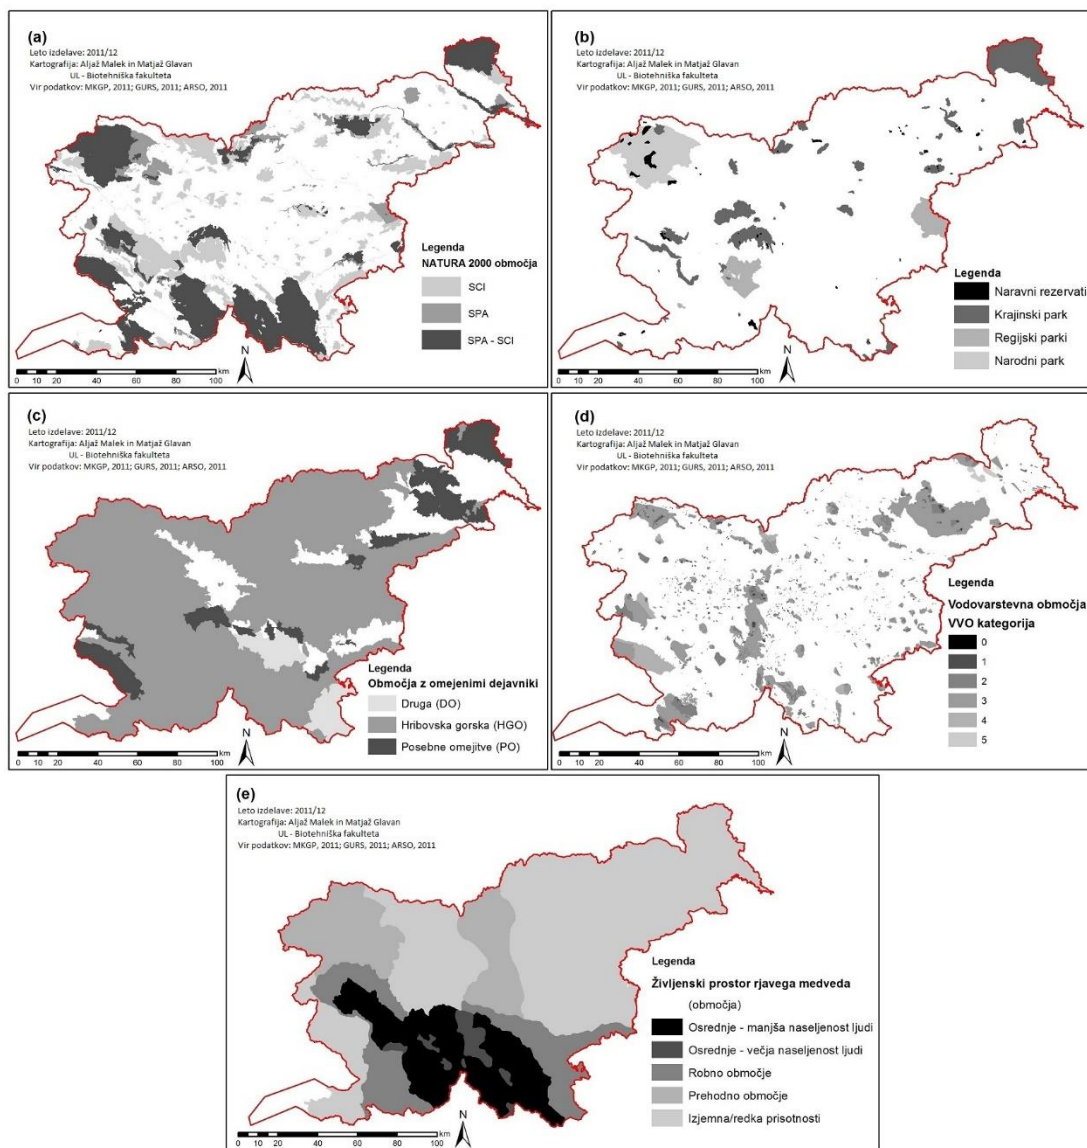 (a)
Leto izdelave: 2011/12
Kartografija: Aljaž Malek in Matjaž Glavan
UL - Biotehniška fakulteta
Vir podatkov: MKGP, 2011; GURS, 2011; ARSO, 2011
Legenda
NATURA 2000 območja
SCI
SPA
SPA - SCI
N
km
0 10 20 40 60 80 100
(b)
Leto izdelave: 2011/12
Kartografija: Aljaž Malek in Matjaž Glavan
UL - Biotehniška fakulteta
Vir podatkov: MKGP, 2011; GURS, 2011; ARSO, 2011
Legenda
Naravni rezervati
Krajinski park
Regijski parki
Narodni park
N
km
0 10 20 40 60 80 100
(c)
Leto izdelave: 2011/12
Kartografija: Aljaž Malek in Matjaž Glavan
UL - Biotehniška fakulteta
Vir podatkov: MKGP, 2011; GURS, 2011; ARSO, 2011
Legenda
Območja z omejenimi dejavniki
Druga (DO)
Hribovska gorska (HGO)
Posebne omejitve (PO)
N
km
0 10 20 40 60 80 100
(d)
Leto izdelave: 2011/12
Kartografija: Aljaž Malek in Matjaž Glavan
UL - Biotehniška fakulteta
Vir podatkov: MKGP, 2011; GURS, 2011; ARSO, 2011
Legenda
Vodovarstvena območja
VVO kategorija
0
1
2
3
4
5
N
km
0 10 20 40 60 80 100
(e)
Leto izdelave: 2011/12
Kartografija: Aljaž Malek in Matjaž Glavan
UL - Biotehniška fakulteta
Vir podatkov: MKGP, 2011; GURS, 2011; ARSO, 2011
Legenda
Življenski prostor rjavega medveda
(območja)
Osrednje - manjša naseljenost ljudi
Osrednje - večja naseljenost ljudi
Robno območje
Prehodno območje
Izjemna/redka prisotnosti
N
km
0 10 20 40 60 80 100